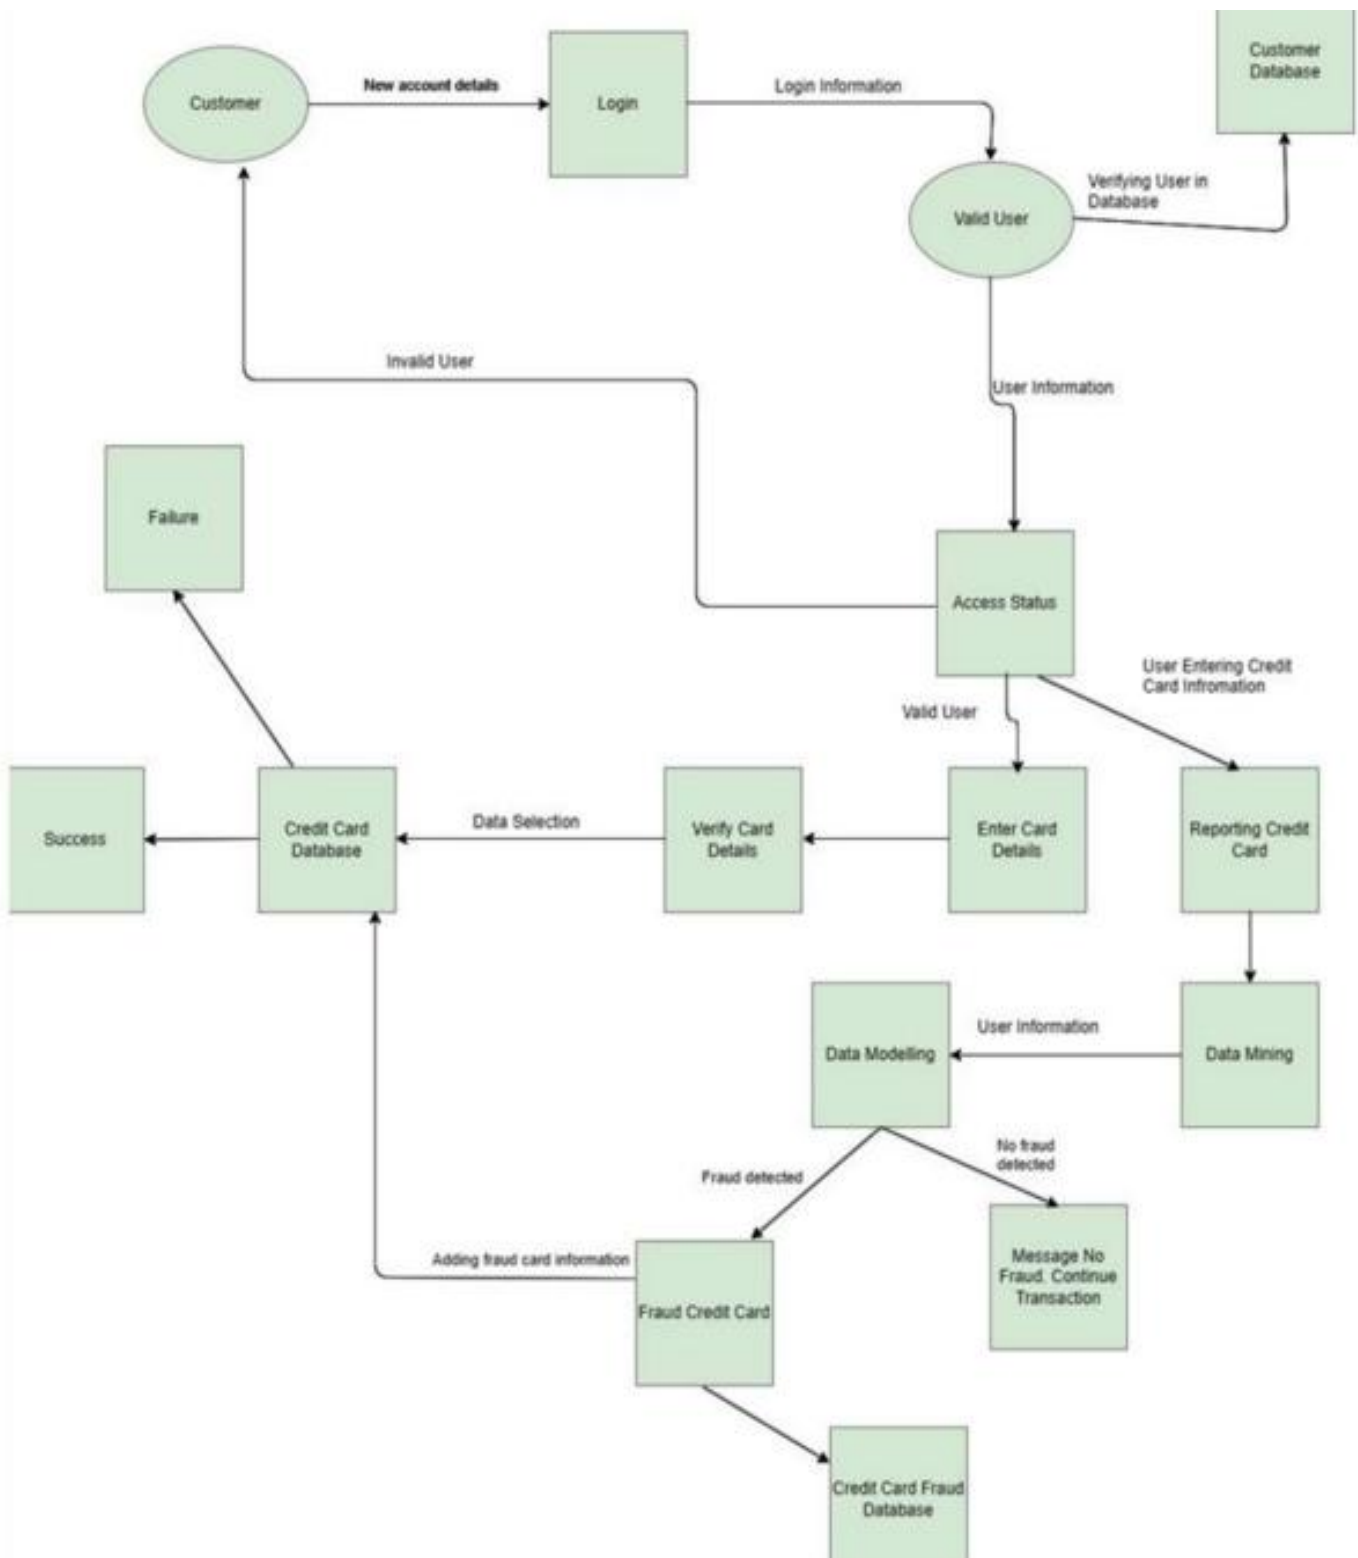 Customer
New account details
Login
Login Information
Customer
Database
Verifying User in
Database
Valid User
Invalid User
User Information
Failure
Access Status
User Entering Credit
Card Infromation
Valid User
Success
Credit Card
Database
Data Selection
Verify Card
Details
Enter Card
Details
Reporting Credit
Card
Data Modelling
User Information
Data Mining
Fraud detected
No fraud
detected
Adding fraud card information
Fraud Credit Card
Message No
Fraud. Continue
Transaction
Credit Card Fraud
Database